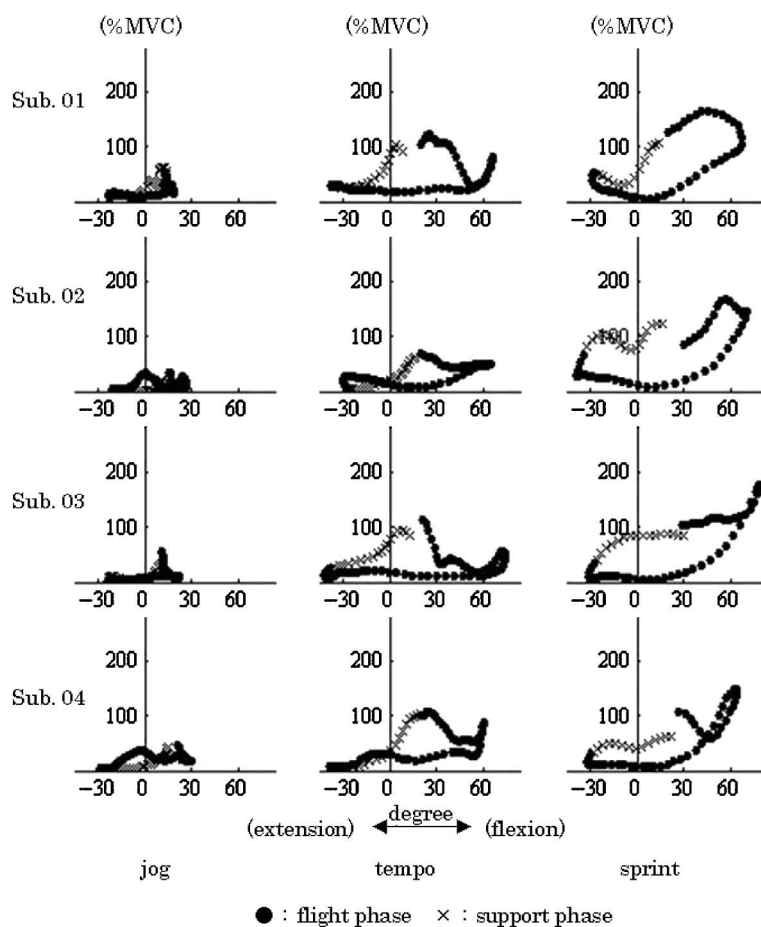 (%MVC) (%MVC) (%MVC)
Sub. 01
200 200 200
100 100 100
−30 0 30 60 −30 0 30 60 −30 0 30 60
Sub. 02
200 200 200
100 100 100
−30 0 30 60 −30 0 30 60 −30 0 30 60
Sub. 03
200 200 200
100 100 100
−30 0 30 60 −30 0 30 60 −30 0 30 60
Sub. 04
200 200 200
100 100 100
−30 0 30 60 −30 0 30 60 −30 0 30 60
(extension) degree (flexion)
jog tempo sprint
● : flight phase × : support phase